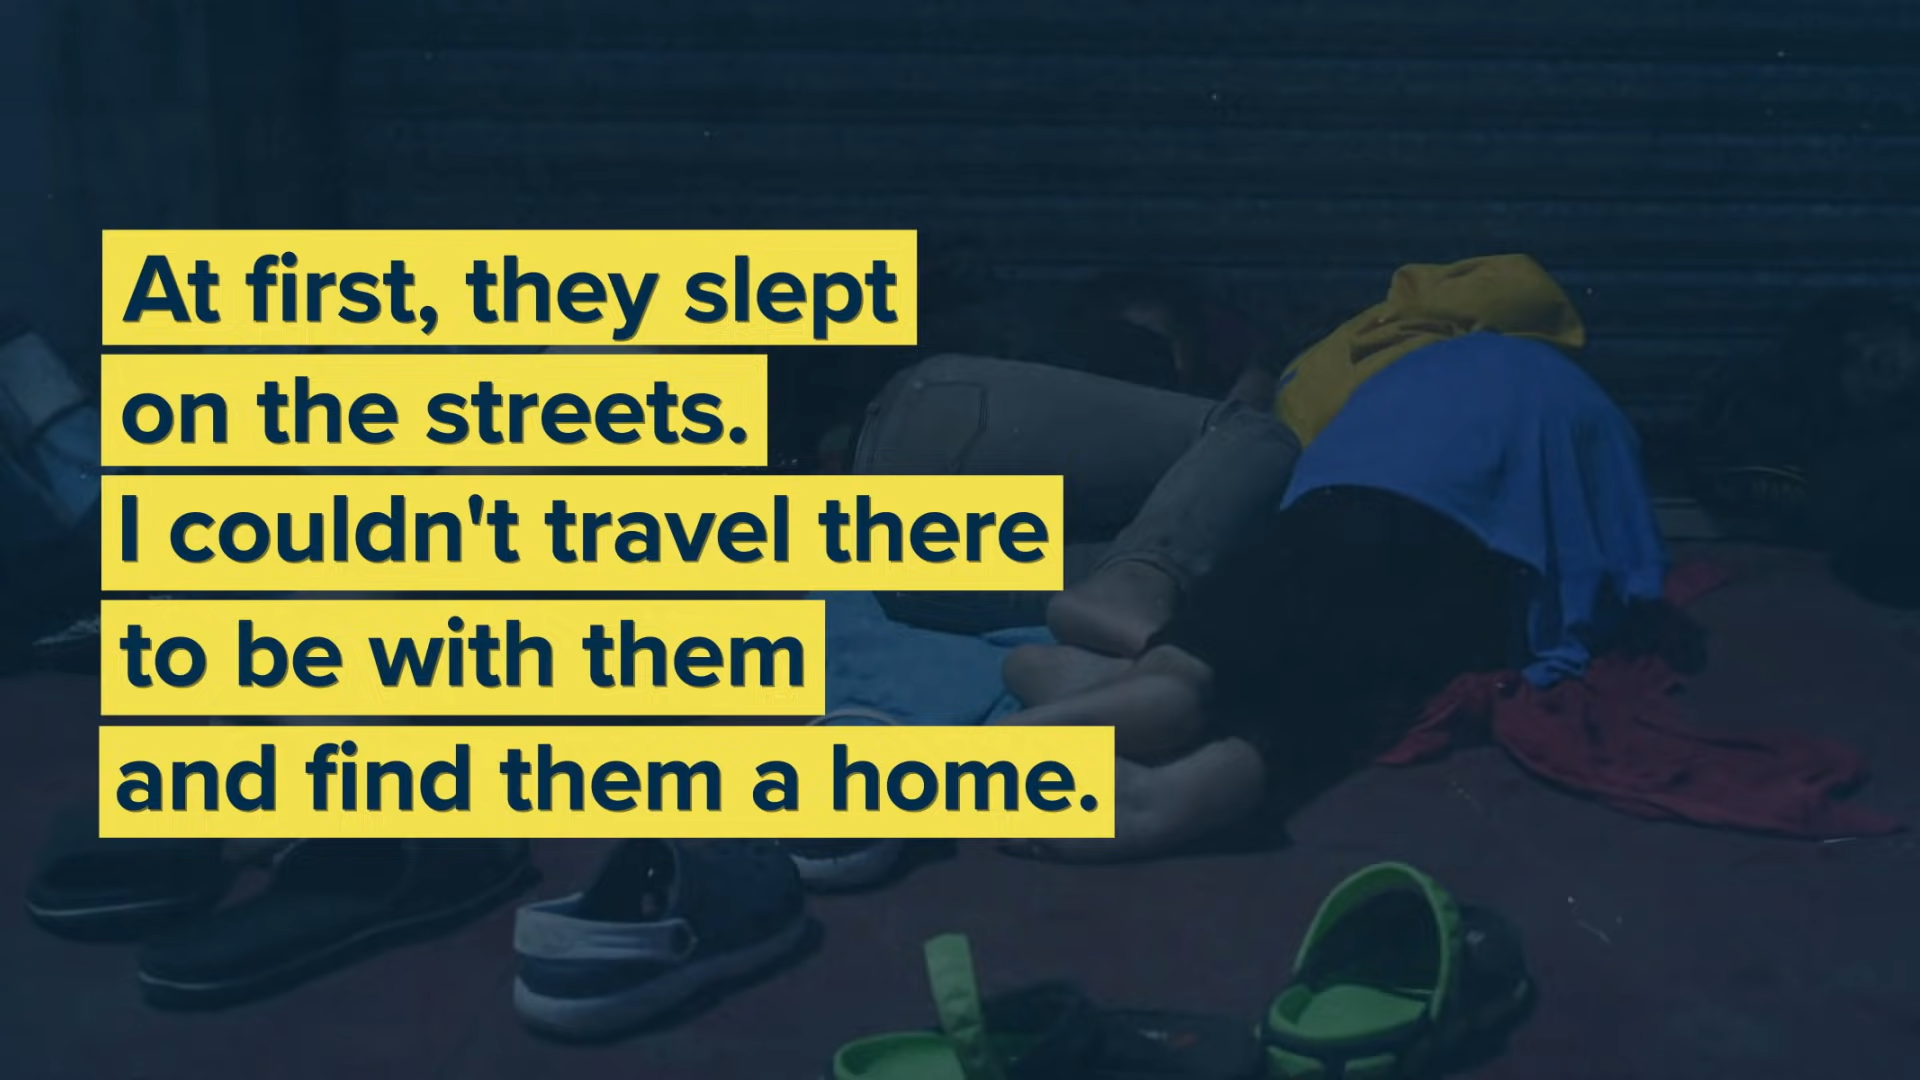 At first, they slept
on the streets.
I couldn't travel there
to be with them
and find them a home.